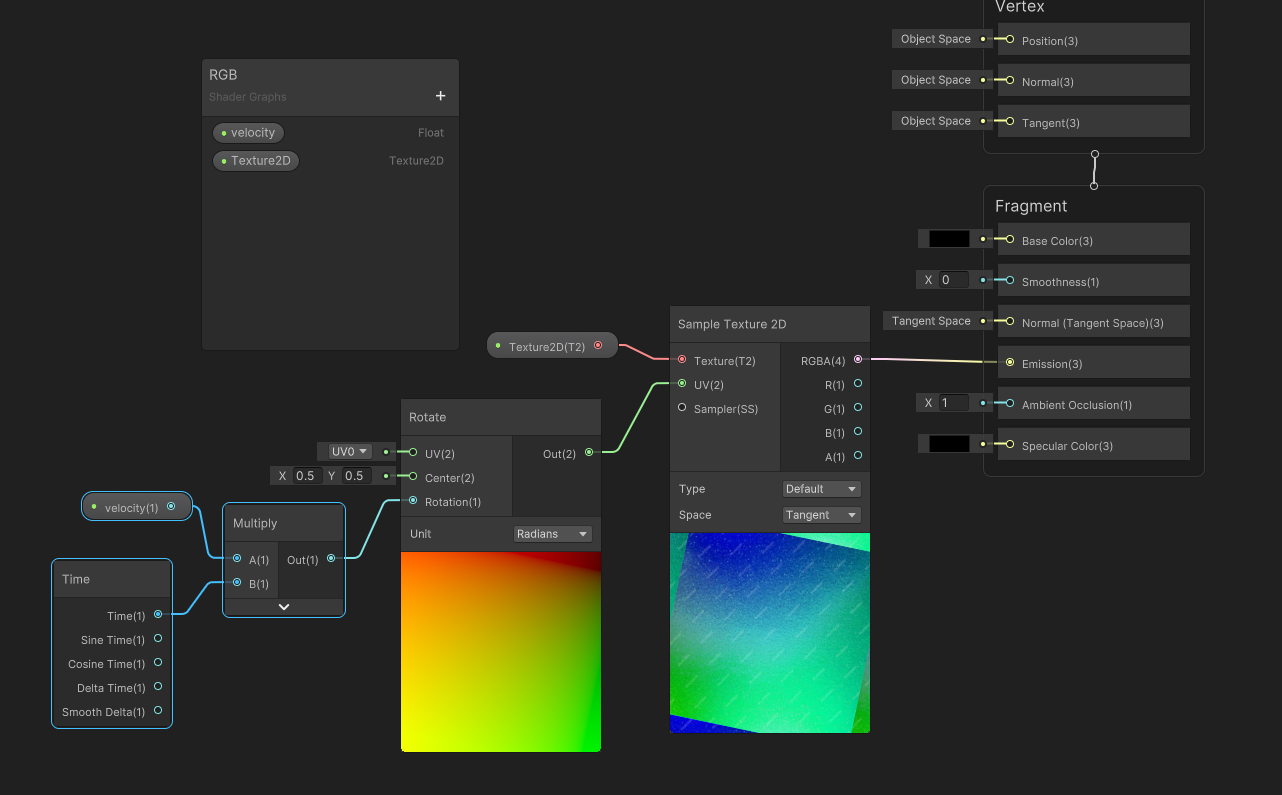 Vertex
Object Space
Position(3)
Object Space
Normal(3)
Object Space
Tangent(3)
RGB
Shader Graphs
+
velocity
Float
Texture2D
Texture2D
Fragment
Base Color(3)
X 0
Smoothness(1)
Tangent Space
Normal (Tangent Space)(3)
Emission(3)
X 1
Ambient Occlusion(1)
Specular Color(3)
Texture2D(T2)
Sample Texture 2D
Texture(T2)
RGBA(4)
UV(2)
R(1)
Sampler(SS)
G(1)
B(1)
A(1)
Type
Default
Space
Tangent
Rotate
UV0
UV(2)
Out(2)
X 0.5 Y 0.5
Center(2)
Rotation(1)
Unit
Radians
velocity(1)
Multiply
A(1)
Out(1)
B(1)
Time
Time(1)
Sine Time(1)
Cosine Time(1)
Delta Time(1)
Smooth Delta(1)